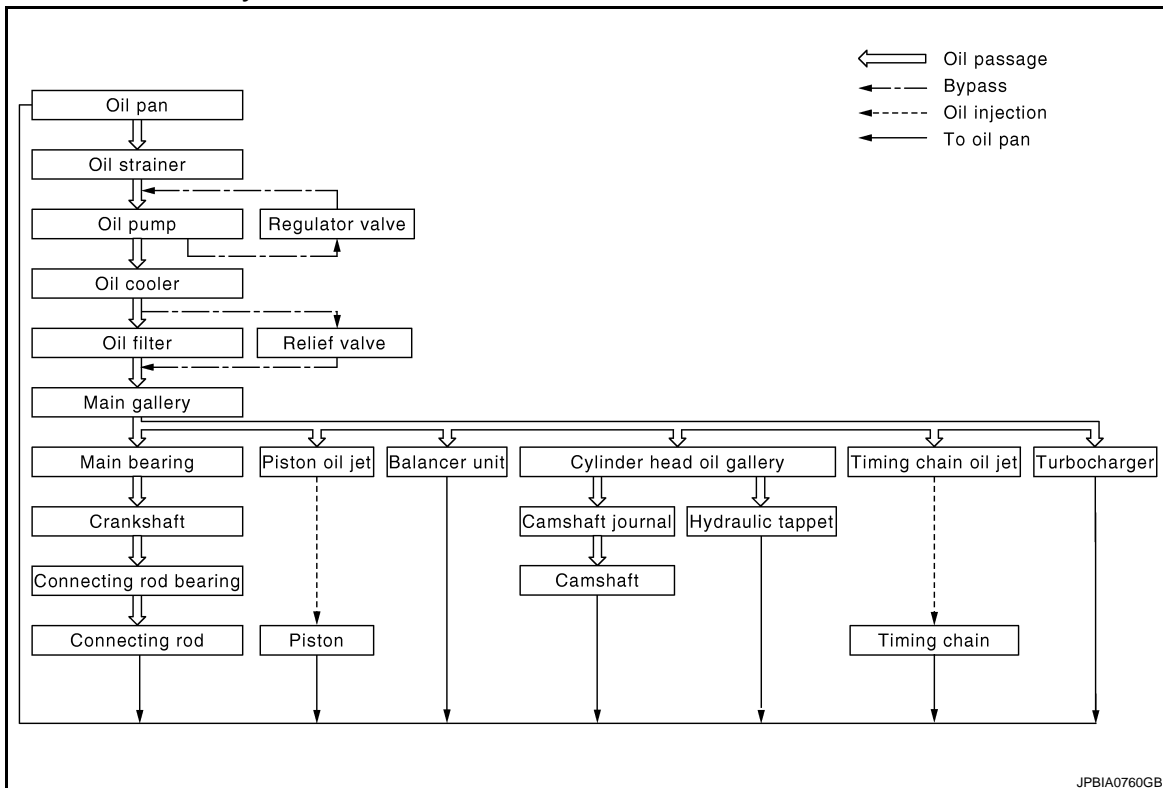 Oil passage
Bypass
Oil injection
To oil pan
Oil pan
Oil strainer
Oil pump
Regulator valve
Oil cooler
Oil filter
Relief valve
Main gallery
Main bearing
Piston oil jet
Balancer unit
Cylinder head oil gallery
Timing chain oil jet
Turbocharger
Crankshaft
Camshaft journal
Hydraulic tappet
Connecting rod bearing
Camshaft
Connecting rod
Piston
Timing chain
JPBIA0760GB